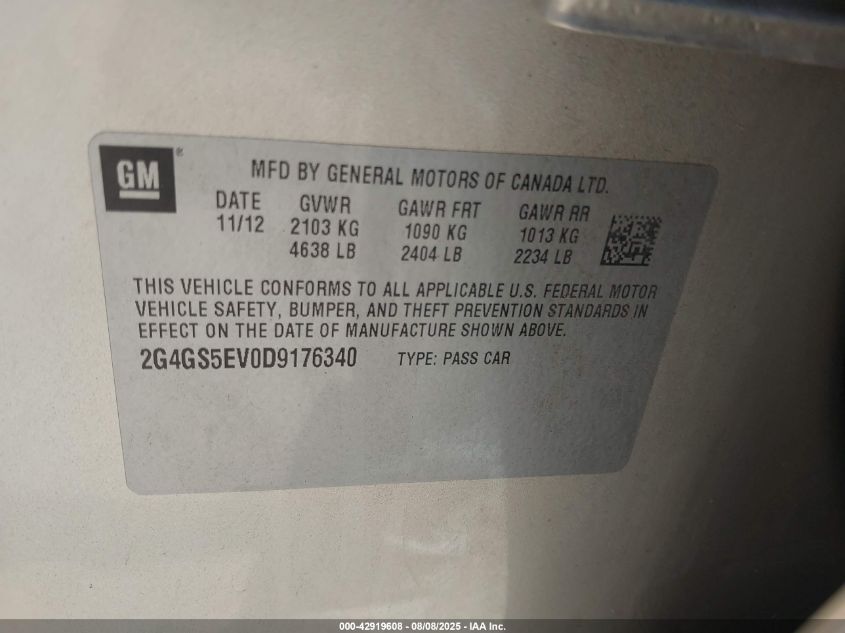 GM
MFD BY GENERAL MOTORS OF CANADA LTD.
DATE GVWR GAWR FRT GAWR RR
11/12 2103 KG 1090 KG 1013 KG
4638 LB 2404 LB 2234 LB
THIS VEHICLE CONFORMS TO ALL APPLICABLE U.S. FEDERAL MOTOR
VEHICLE SAFETY, BUMPER, AND THEFT PREVENTION STANDARDS IN
EFFECT ON THE DATE OF MANUFACTURE SHOWN ABOVE.
2G4GS5EV0D9176340 TYPE: PASS CAR
000-42919608 - 08/08/2025 - IAA Inc.